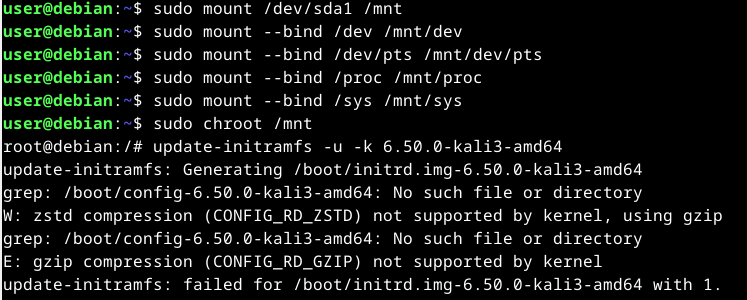 user@debian:~$ sudo mount /dev/sda1 /mnt
user@debian:~$ sudo mount --bind /dev /mnt/dev
user@debian:~$ sudo mount --bind /dev/pts /mnt/dev/pts
user@debian:~$ sudo mount --bind /proc /mnt/proc
user@debian:~$ sudo mount --bind /sys /mnt/sys
user@debian:~$ sudo chroot /mnt
root@debian:/# update-initramfs -u -k 6.50.0-kali3-amd64
update-initramfs: Generating /boot/initrd.img-6.50.0-kali3-amd64
grep: /boot/config-6.50.0-kali3-amd64: No such file or directory
W: zstd compression (CONFIG_RD_ZSTD) not supported by kernel, using gzip
grep: /boot/config-6.50.0-kali3-amd64: No such file or directory
E: gzip compression (CONFIG_RD_GZIP) not supported by kernel
update-initramfs: failed for /boot/initrd.img-6.50.0-kali3-amd64 with 1.